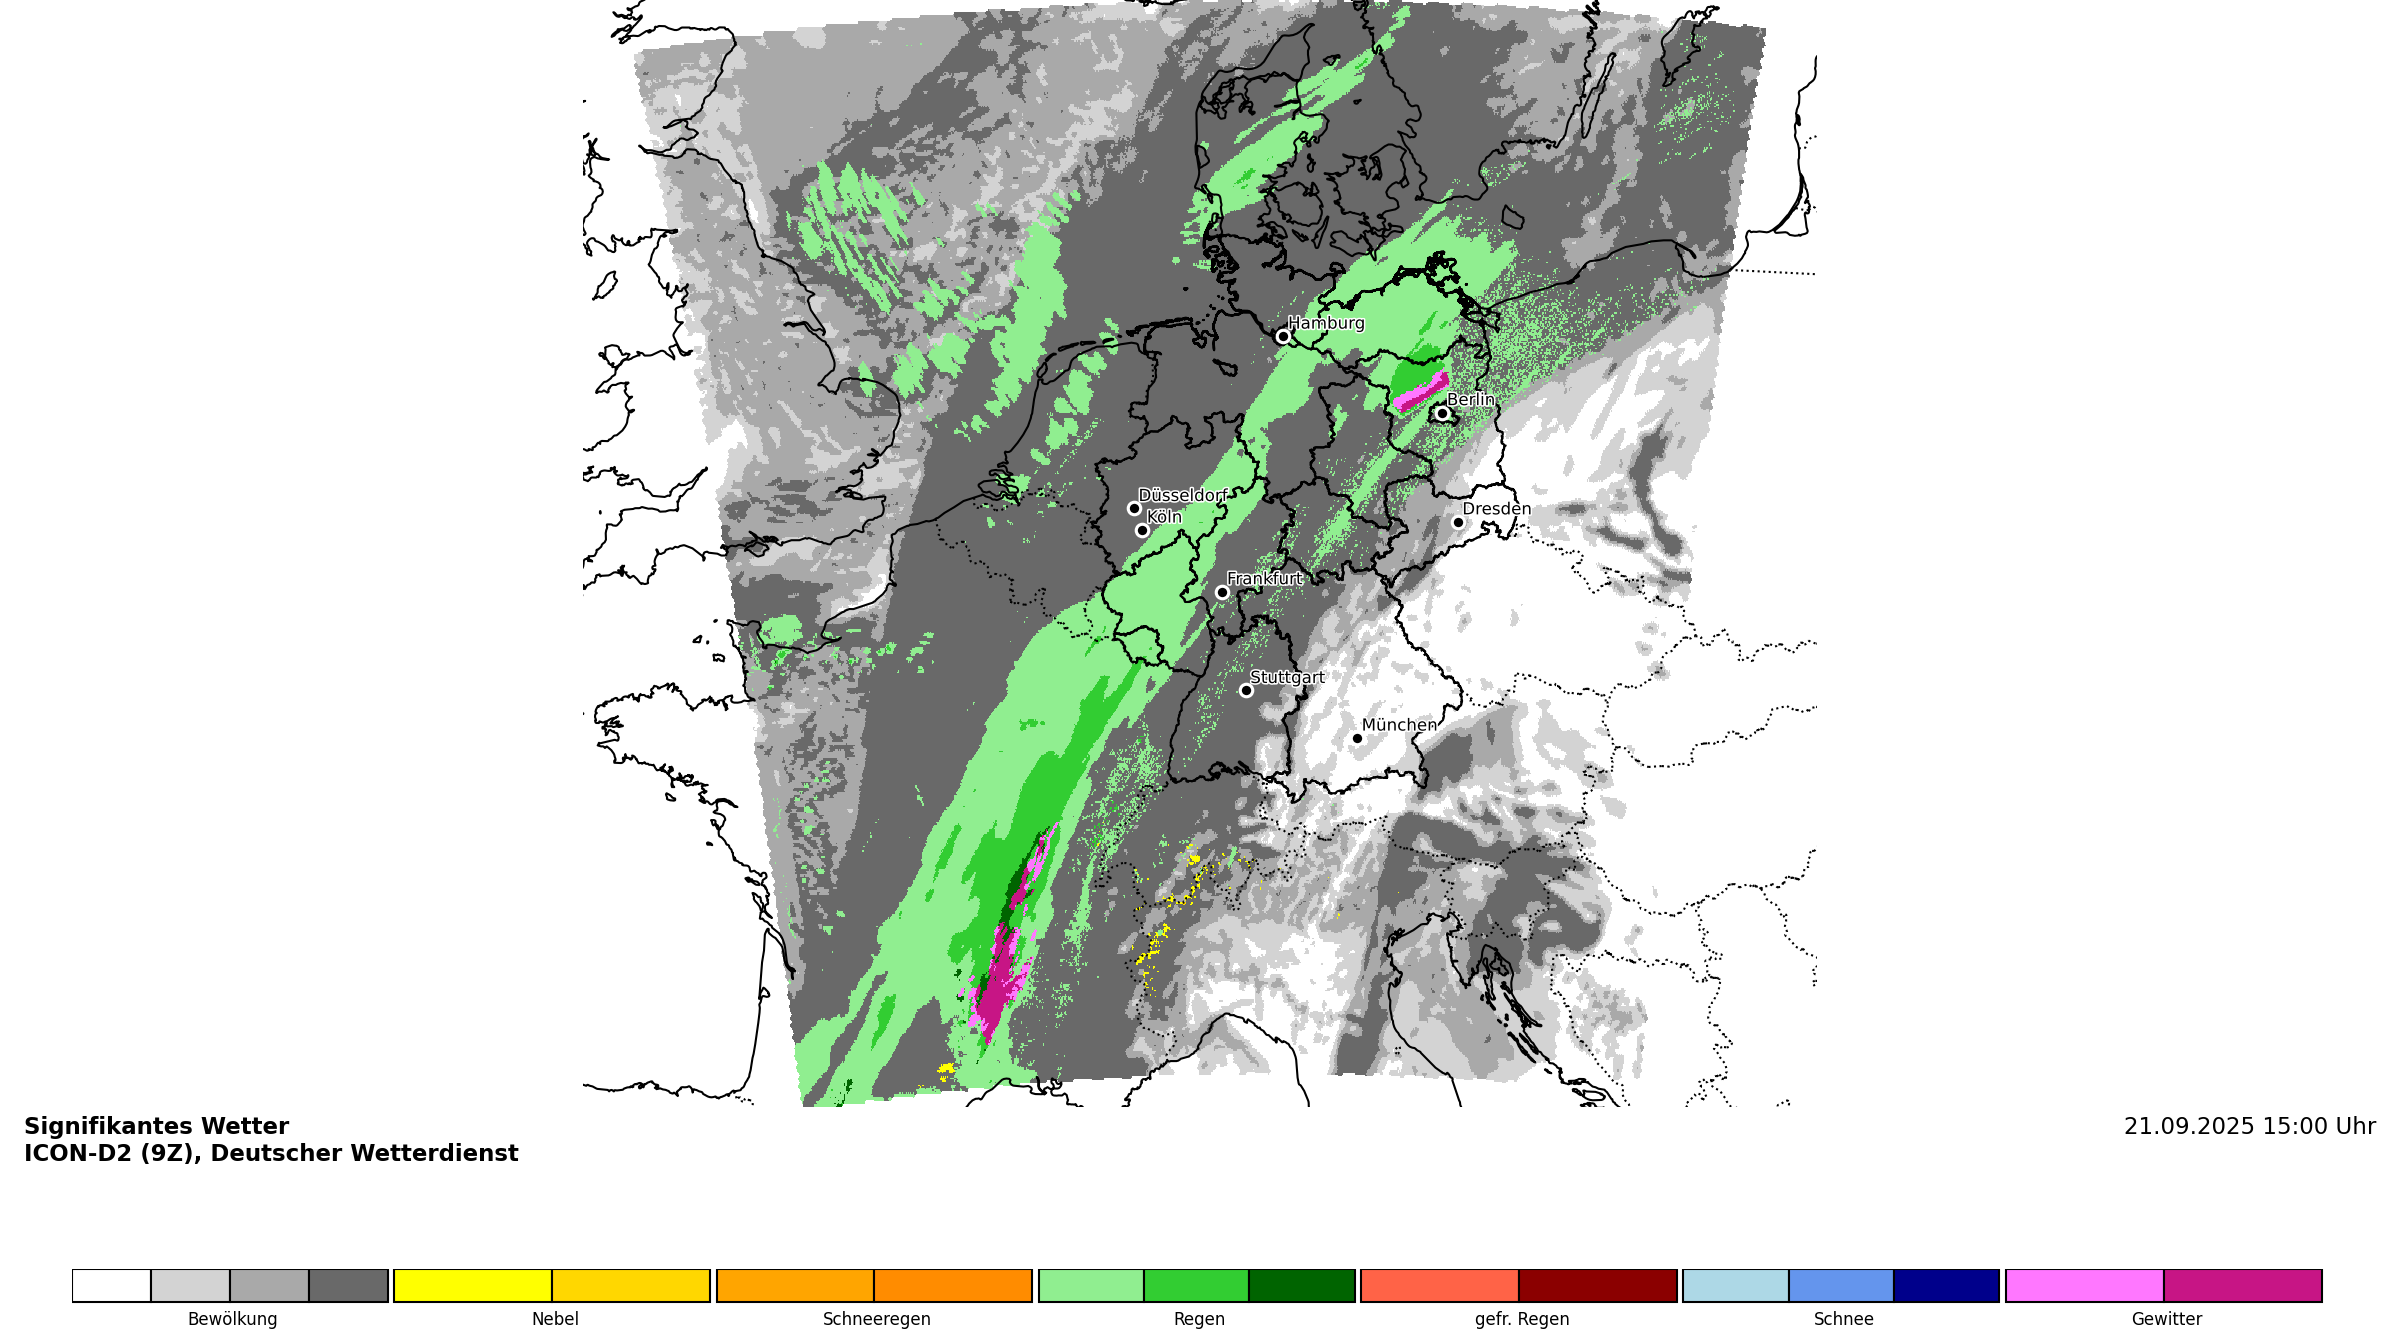 Hamburg
Berlin
Düsseldorf
Köln
Dresden
Frankfurt
Stuttgart
München
Signifikantes Wetter
ICON-D2 (9Z), Deutscher Wetterdienst
21.09.2025 15:00 Uhr
Bewölkung
Nebel
Schneeregen
Regen
gefr. Regen
Schnee
Gewitter